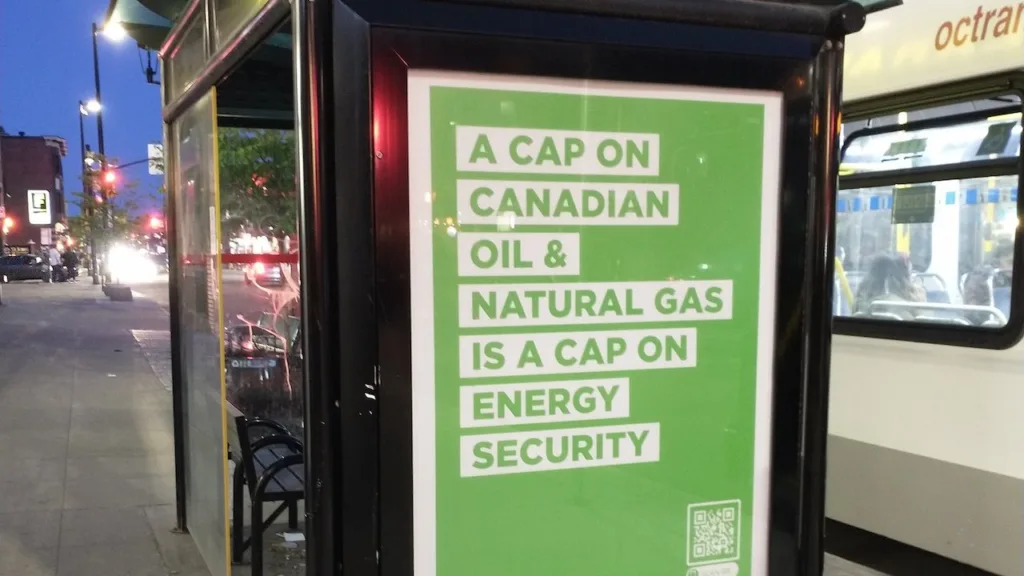 A CAP ON
CANADIAN
OIL &
NATURAL GAS
IS A CAP ON
ENERGY
SECURITY
octran